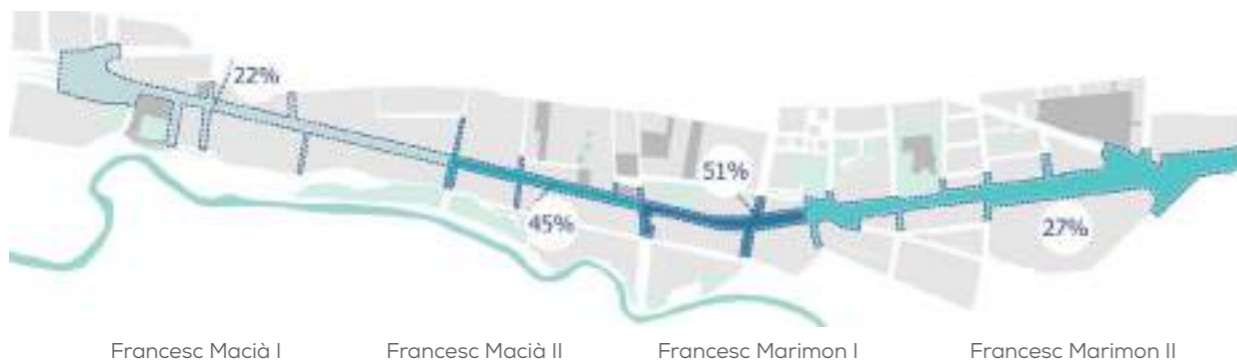 22%
51%
45%
27%
Francesc Macià I
Francesc Macià II
Francesc Marimon I
Francesc Marimon II